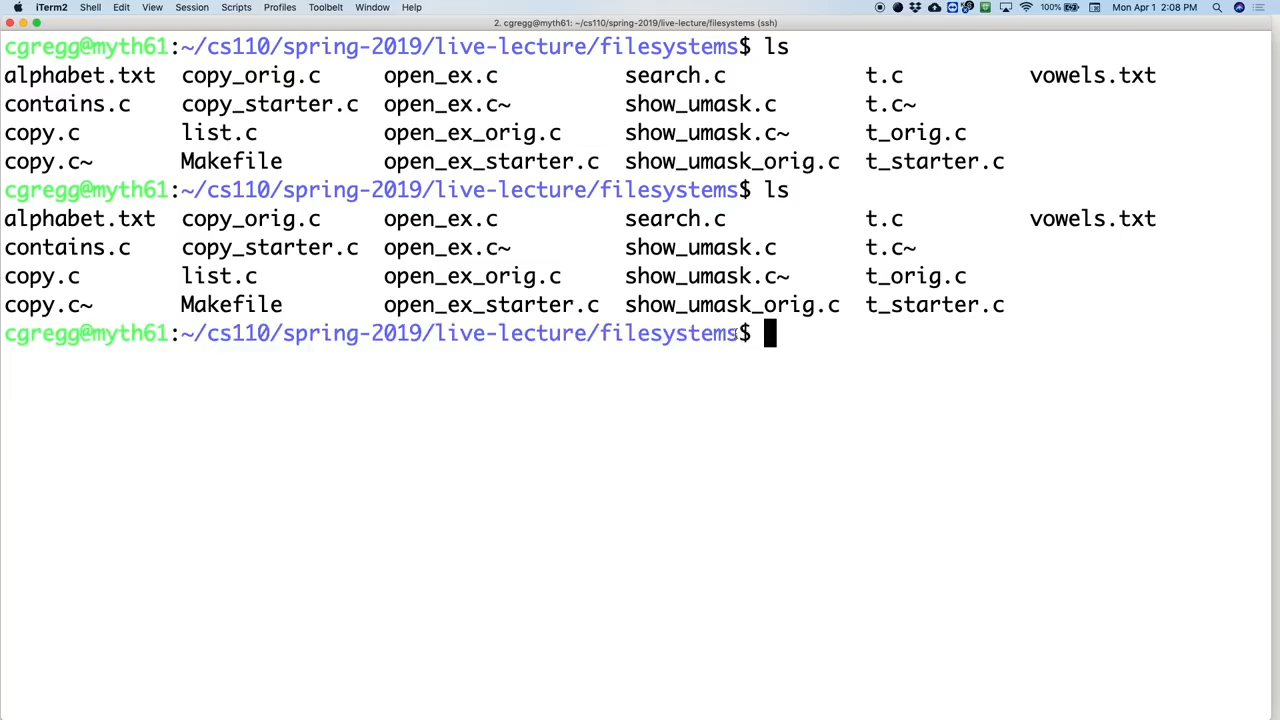 iTerm2 Shell Edit View Session Scripts Profiles Toolbelt Window Help 100% Mon Apr 1 2:08 PM
2. cgregg@myth61: ~/cs110/spring-2019/live-lecture/filesystems (ssh)
cgregg@myth61:~/cs110/spring-2019/live-lecture/filesystems$ ls
alphabet.txt copy_orig.c open_ex.c search.c t.c vowels.txt
contains.c copy_starter.c open_ex.c~ show_umask.c t.c~
copy.c list.c open_ex_orig.c show_umask.c~ t_orig.c
copy.c~ Makefile open_ex_starter.c show_umask_orig.c t_starter.c
cgregg@myth61:~/cs110/spring-2019/live-lecture/filesystems$ ls
alphabet.txt copy_orig.c open_ex.c search.c t.c vowels.txt
contains.c copy_starter.c open_ex.c~ show_umask.c t.c~
copy.c list.c open_ex_orig.c show_umask.c~ t_orig.c
copy.c~ Makefile open_ex_starter.c show_umask_orig.c t_starter.c
cgregg@myth61:~/cs110/spring-2019/live-lecture/filesystems$